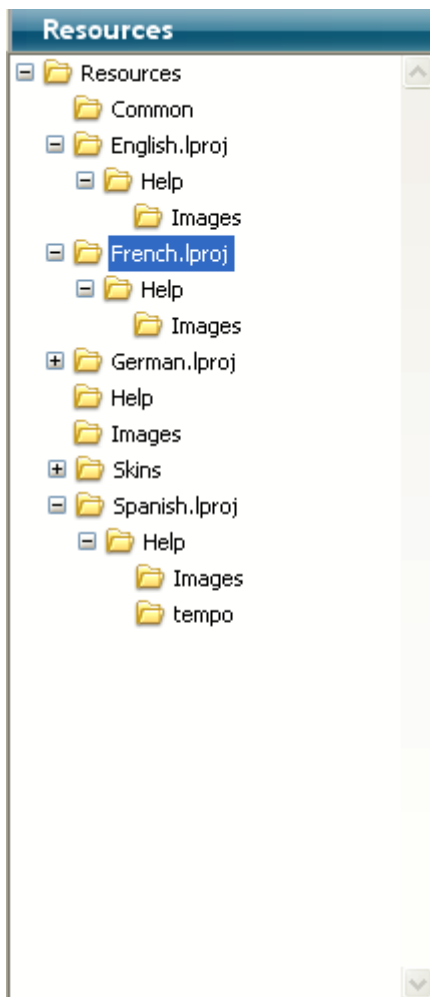 Resources
Resources
Common
English.lproj
Help
Images
French.lproj
Help
Images
German.lproj
Help
Images
Skins
Spanish.lproj
Help
Images
tempo